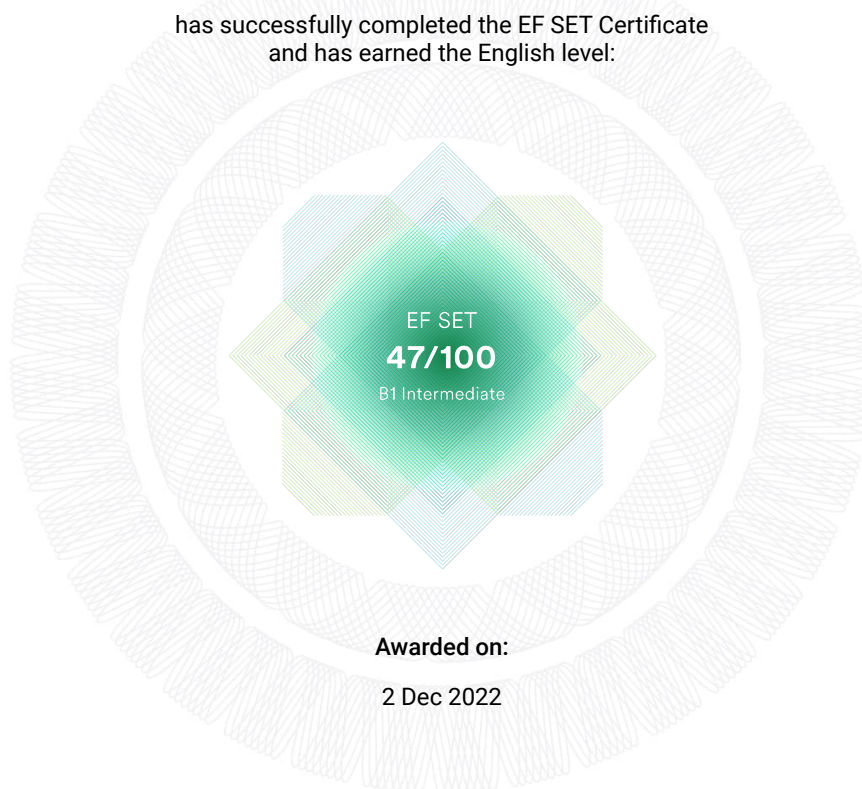 has successfully completed the EF SET Certificate
and has earned the English level:
EF SET
47/100
B1 Intermediate
Awarded on:
2 Dec 2022